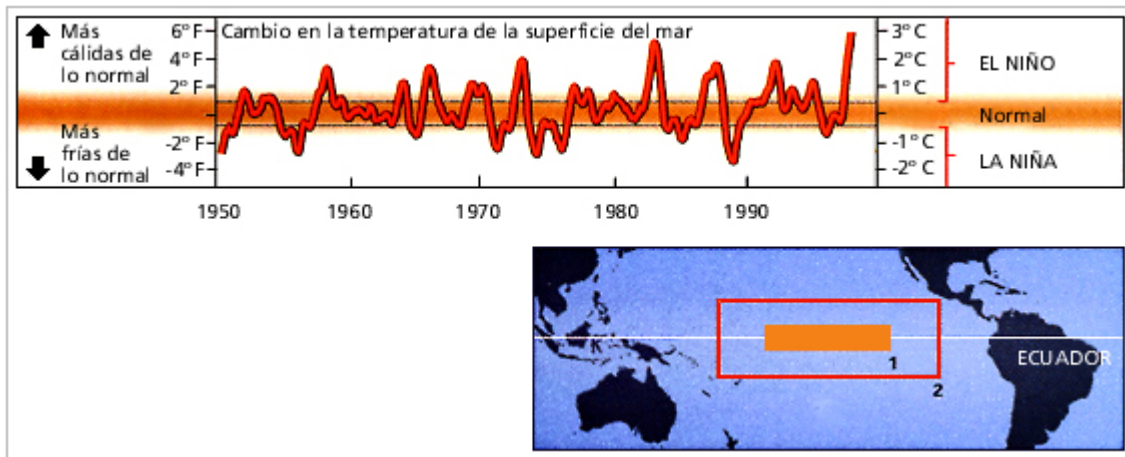 Más
cálidas de
lo normal
Más
frías de
lo normal
6° F
4° F
2° F
-2° F
-4° F
Cambio en la temperatura de la superficie del mar
3° C
2° C
1° C
-1° C
-2° C
EL NIÑO
Normal
LA NIÑA
1950 1960 1970 1980 1990
ECUADOR
1
2